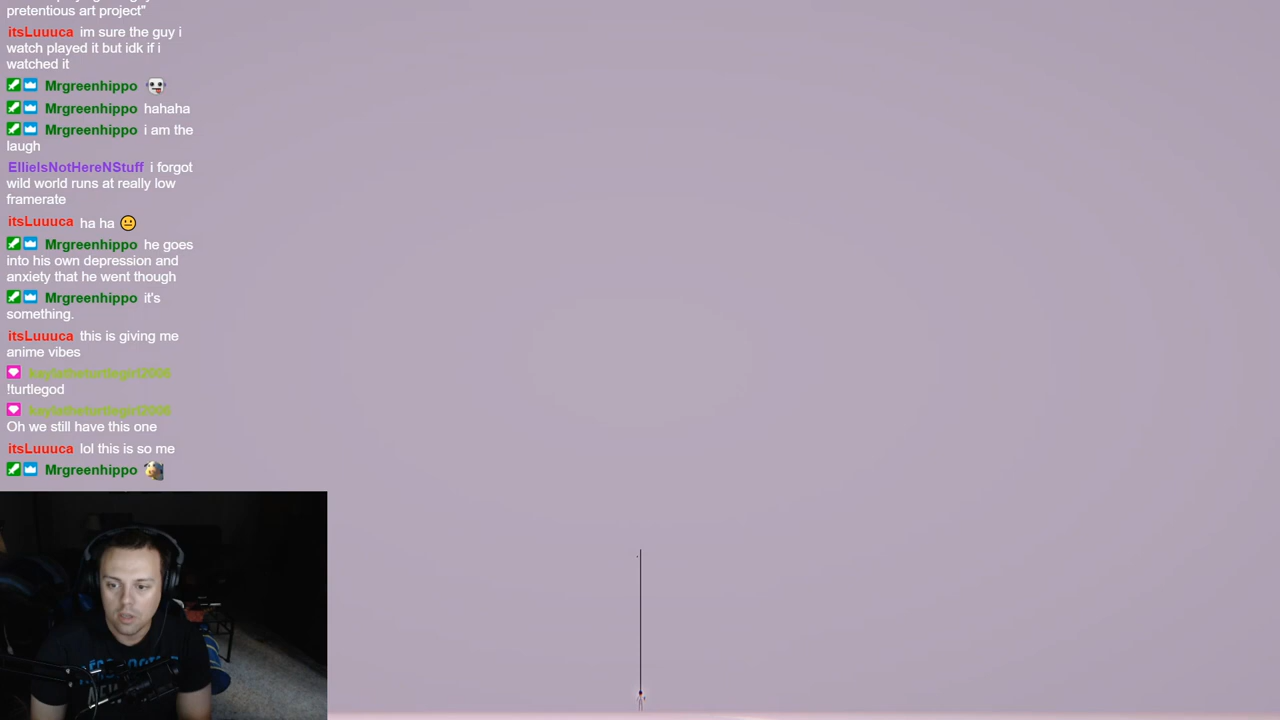 pretentious art project"
itsLuuuca im sure the guy i
watch played it but idk if i
watched it
Mrgreenhippo
Mrgreenhippo hahaha
Mrgreenhippo i am the
laugh
EllieIsNotHereNStuff i forgot
wild world runs at really low
framerate
itsLuuuca ha ha
Mrgreenhippo he goes
into his own depression and
anxiety that he went though
Mrgreenhippo it's
something.
itsLuuuca this is giving me
anime vibes
kaylatheturtlegirl2006
!turtlegod
kaylatheturtlegirl2006
Oh we still have this one
itsLuuuca lol this is so me
Mrgreenhippo